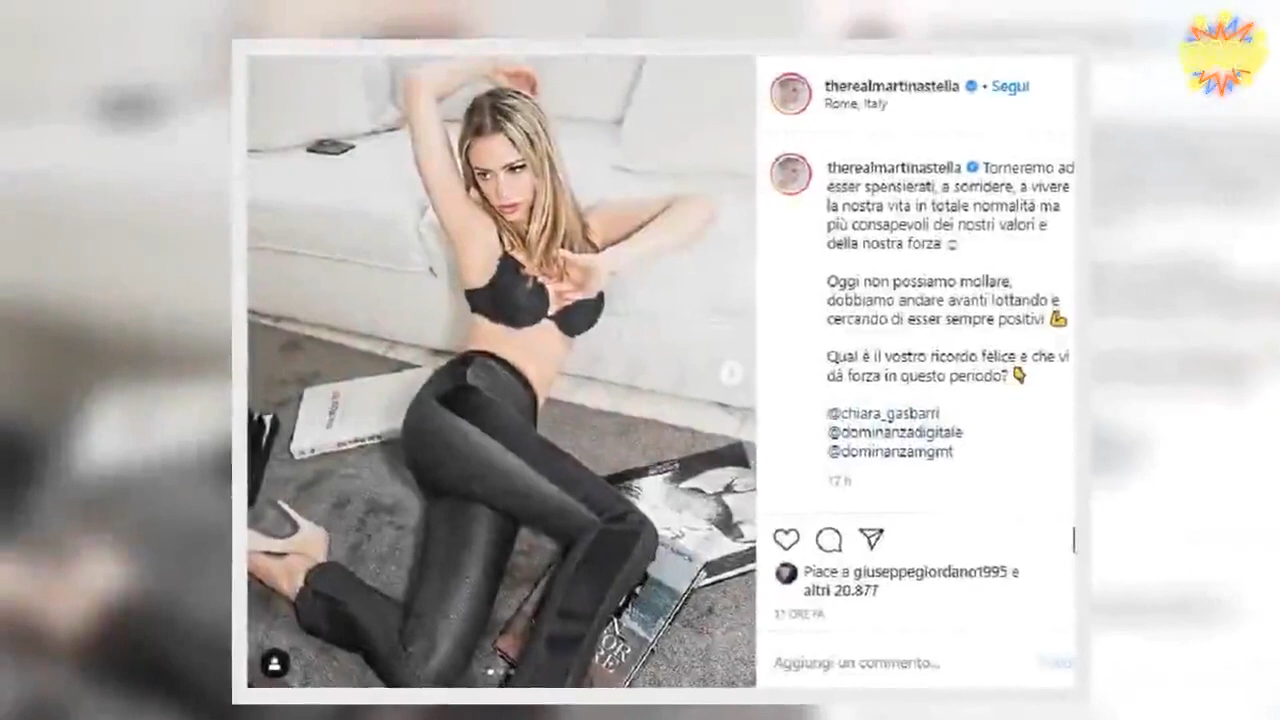 therealmartinastella • Segui
Rome, Italy
therealmartinastella Torneremo ad
esser spensierati, a sorridere, a vivere
la nostra vita in totale normalità ma
più consapevoli dei nostri valori e
della nostra forza
Oggi non possiamo mollare,
dobbiamo andare avanti lottando e
cercando di esser sempre positivi 💪
Qual è il vostro ricordo felice e che vi
dà forza in questo periodo? 👇
@chiara_gasbarri
@dominanzadigitale
@dominanzamgmt
17 h
Piace a giuseppegiordano1995 e
altri 20.877
ORE FA
Aggiungi un commento...